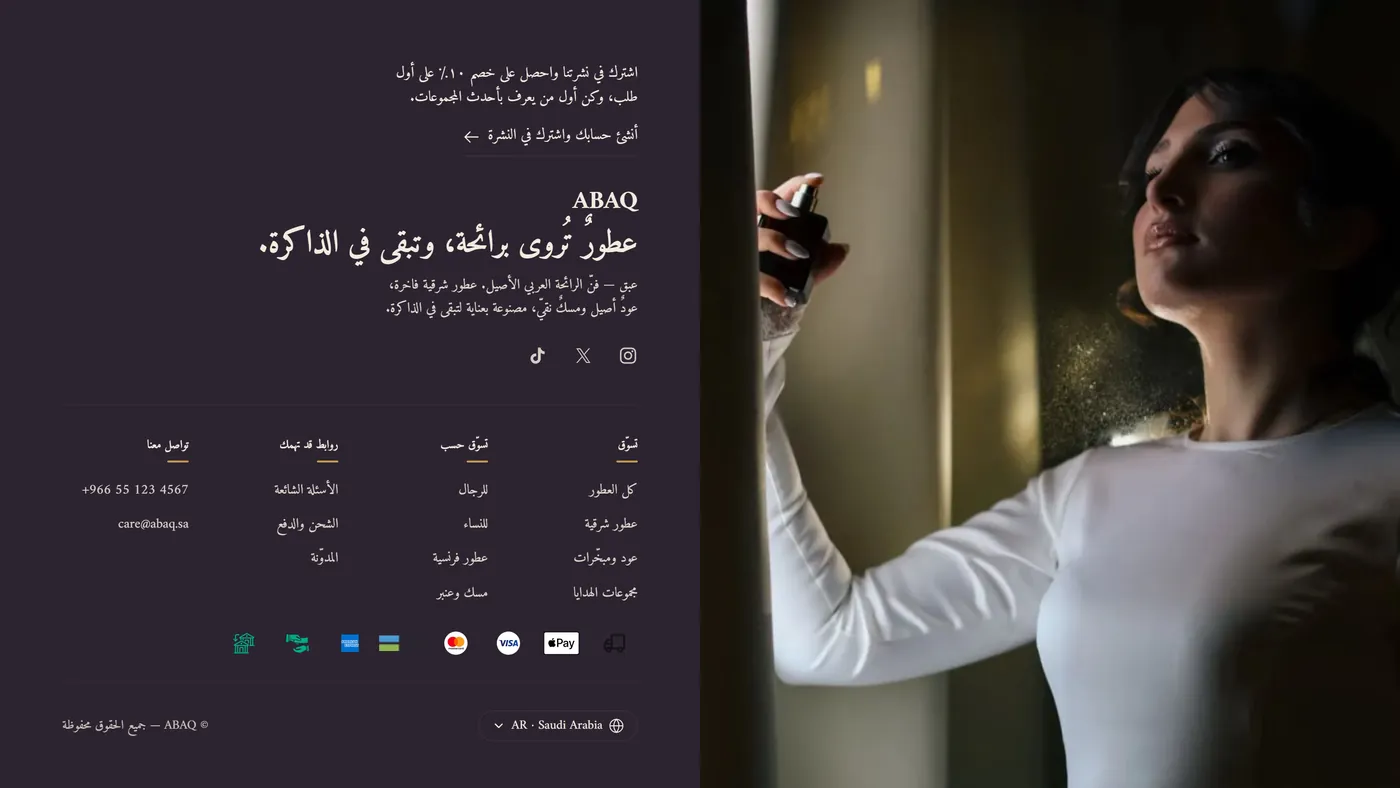 اشترك في نشرتنا واحصل على خصم ١٠٪ على أول
طلب، وكن أول من يعرف بأحدث المجموعات.
أنشئ حسابك واشترك في النشرة ←
ABAQ
عطورٌ تُروى برائحة، وتبقى في الذاكرة.
عبق — فنّ الرائحة العربي الأصيل. عطور شرقية فاخرة،
عودٌ أصيل ومسكٌ نقيّ، مصنوعة بعناية لتبقى في الذاكرة.
تسوّق
كل العطور
عطور شرقية
عود ومبخّرات
مجموعات الهدايا
تسوّق حسب
للرجال
للنساء
عطور فرنسية
مسك وعنبر
روابط قد تهمك
الأسئلة الشائعة
الشحن والدفع
المدوّنة
تواصل معنا
+966 55 123 4567
care@abaq.sa
Pay
VISA
mastercard
AR · Saudi Arabia
© ABAQ — جميع الحقوق محفوظة